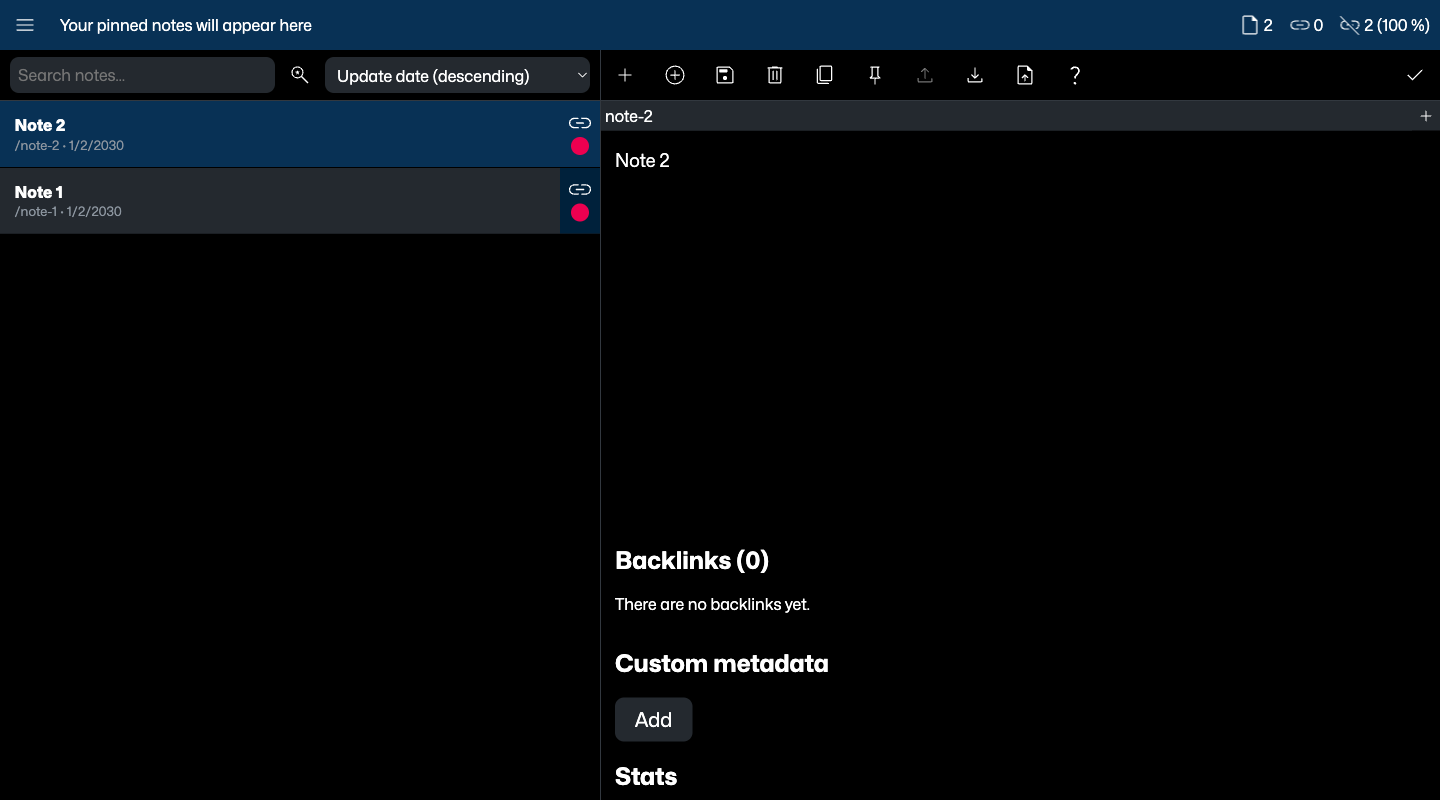 Your pinned notes will appear here
2
0
2 (100 %)
Search notes...
Update date (descending)
Note 2
/note-2 · 1/2/2030
Note 1
/note-1 · 1/2/2030
note-2
Note 2
Backlinks (0)
There are no backlinks yet.
Custom metadata
Add
Stats